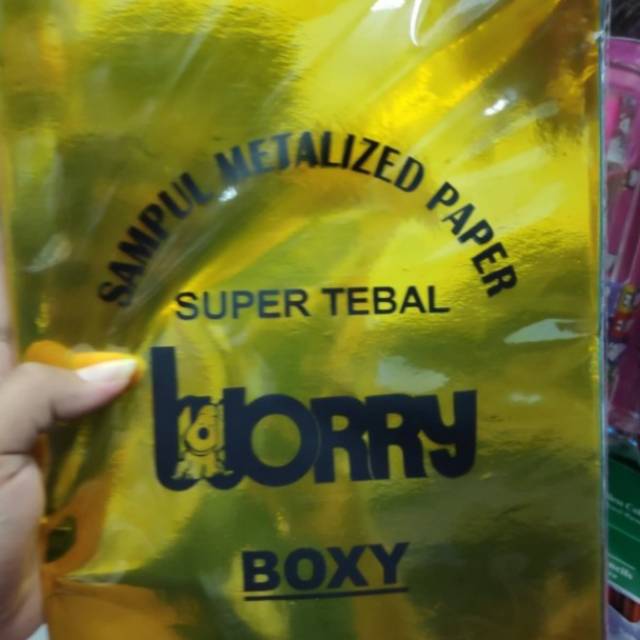 SAMPUL METALIZED PAPER
SUPER TEBAL
WORRY
BOXY